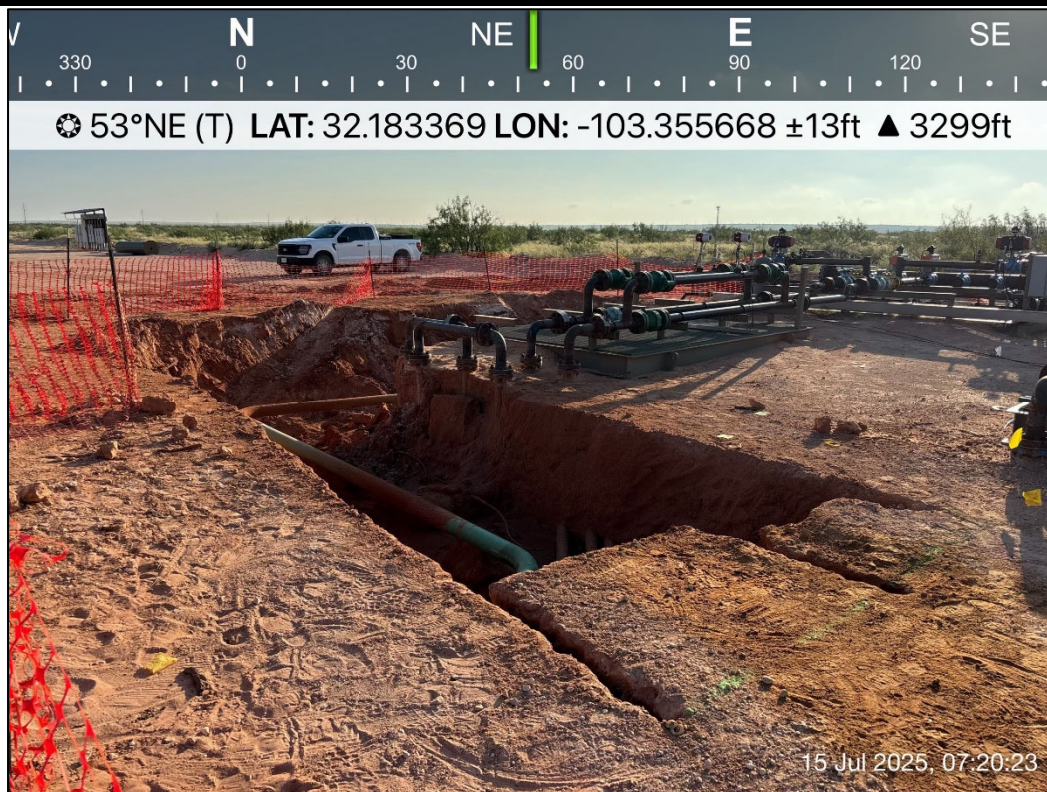 W N NE E SE
330 0 30 60 90 120
53°NE (T) LAT: 32.183369 LON: -103.355668 ±13ft ▲ 3299ft
15 Jul 2025, 07:20:23